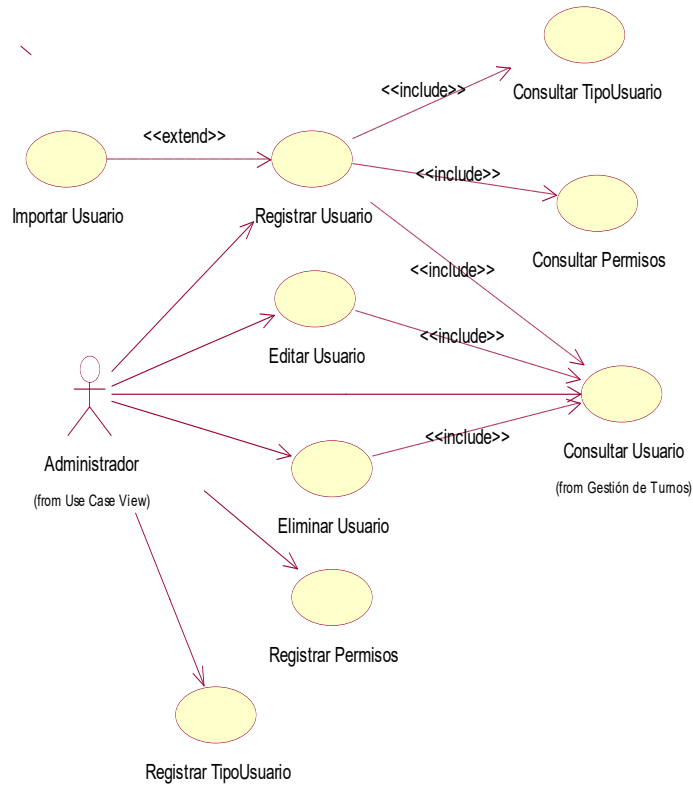 <<include>>
Consultar TipoUsuario
<<extend>>
<<include>>
Importar Usuario
Registrar Usuario
Consultar Permisos
<<include>>
<<include>>
Editar Usuario
<<include>>
Consultar Usuario
(from Gestión de Turnos)
Administrador
(from Use Case View)
Eliminar Usuario
Registrar Permisos
Registrar TipoUsuario